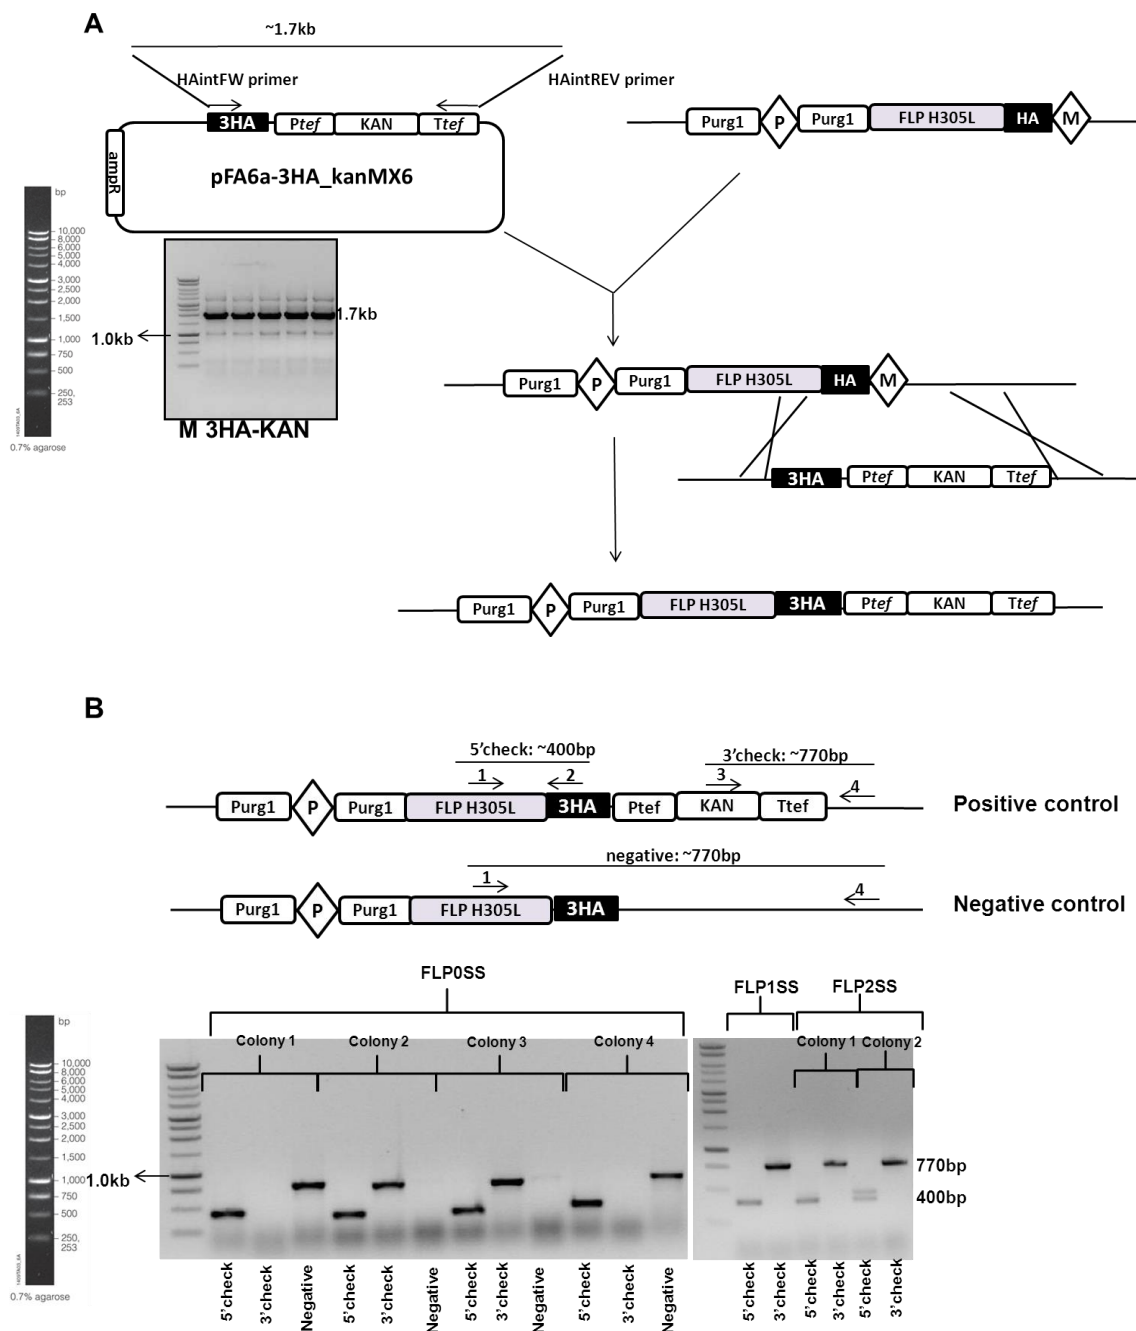 A
~1.7kb
HAintFW primer
HAintREV primer
3HA
Ptef
KAN
Ttef
ampR
pFA6a-3HA_kanMX6
Purg1
P
Purg1
FLP H305L
HA
M
bp
10,000
8,000
6,000
5,000
4,000
3,000
2,500
2,000
1,500
1,000
750
500
250,
253
0.7% agarose
1.0kb
1.7kb
M 3HA-KAN
Purg1
P
Purg1
FLP H305L
HA
M
3HA
Ptef
KAN
Ttef
Purg1
P
Purg1
FLP H305L
3HA
Ptef
KAN
Ttef
B
5'check: ~400bp
3'check: ~770bp
1
2
3
4
Purg1
P
Purg1
FLP H305L
3HA
Ptef
KAN
Ttef
Positive control
negative: ~770bp
1
4
Purg1
P
Purg1
FLP H305L
3HA
Negative control
FLP0SS
FLP1SS
FLP2SS
Colony 1
Colony 2
Colony 3
Colony 4
Colony 1
Colony 2
bp
10,000
8,000
6,000
5,000
4,000
3,000
2,500
2,000
1,500
1,000
750
500
250,
253
0.7% agarose
1.0kb
770bp
400bp
5'check
3'check
Negative
5'check
3'check
Negative
5'check
3'check
Negative
5'check
3'check
Negative
5'check
3'check
5'check
3'check
5'check
3'check